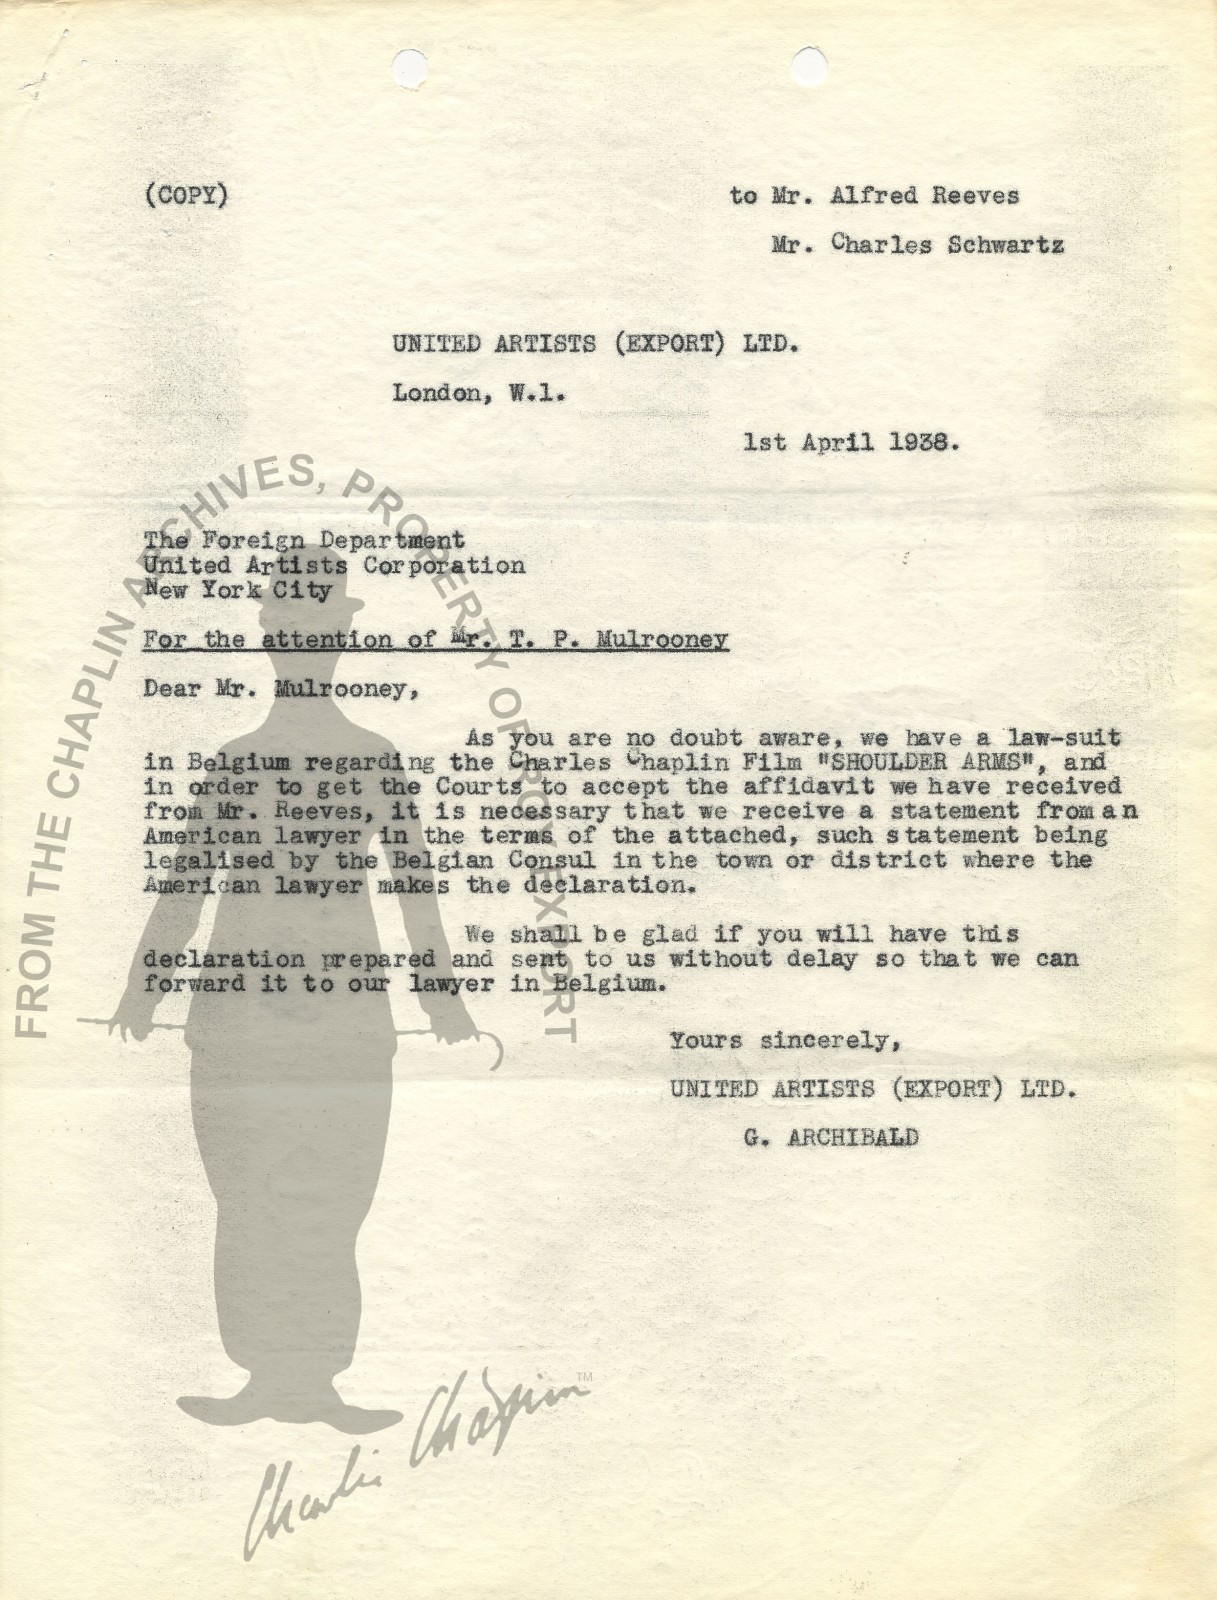 (COPY)
to Mr. Alfred Reeves
Mr. Charles Schwartz
UNITED ARTISTS (EXPORT) LTD.
London, W.1.
1st April 1938.
The Foreign Department
United Artists Corporation
New York City
For the attention of Mr. T. P. Mulrooney
Dear Mr. Mulrooney,
As you are no doubt aware, we have a law-suit
in Belgium regarding the Charles Chaplin Film "SHOULDER ARMS", and
in order to get the Courts to accept the affidavit we have received
from Mr. Reeves, it is necessary that we receive a statement from an
American lawyer in the terms of the attached, such statement being
legalised by the Belgian Consul in the town or district where the
American lawyer makes the declaration.
We shall be glad if you will have this
declaration prepared and sent to us without delay so that we can
forward it to our lawyer in Belgium.
Yours sincerely,
UNITED ARTISTS (EXPORT) LTD.
G. ARCHIBALD
FROM THE CHAPLIN ARCHIVES, PROPERTY OF ROY EXPORT
Charlie Chaplin TM